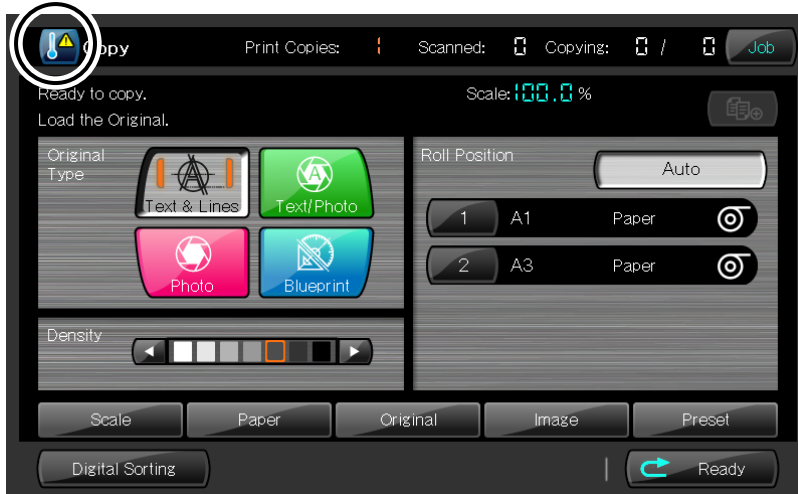 Copy Print Copies: 1 Scanned: 0 Copying: 0 / 0 Job
Ready to copy. Scale: 100.0 %
Load the Original.
Original
Type
Text & Lines
Text/Photo
Photo
Blueprint
Density
Roll Position
Auto
1 A1 Paper
2 A3 Paper
Scale Paper Original Image Preset
Digital Sorting Ready